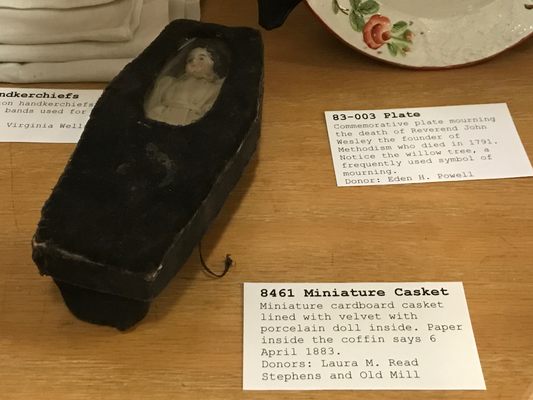 ndkerchiefs
on handkerchiefs
bands used for
Virginia Well
83-003 Plate
Commemorative plate mourning
the death of Reverend John
Wesley the founder of
Methodism who died in 1791.
Notice the willow tree, a
frequently used symbol of
mourning.
Donor: Eden H. Powell
8461 Miniature Casket
Miniature cardboard casket
lined with velvet with
porcelain doll inside. Paper
inside the coffin says 6
April 1883.
Donors: Laura M. Read
Stephens and Old Mill